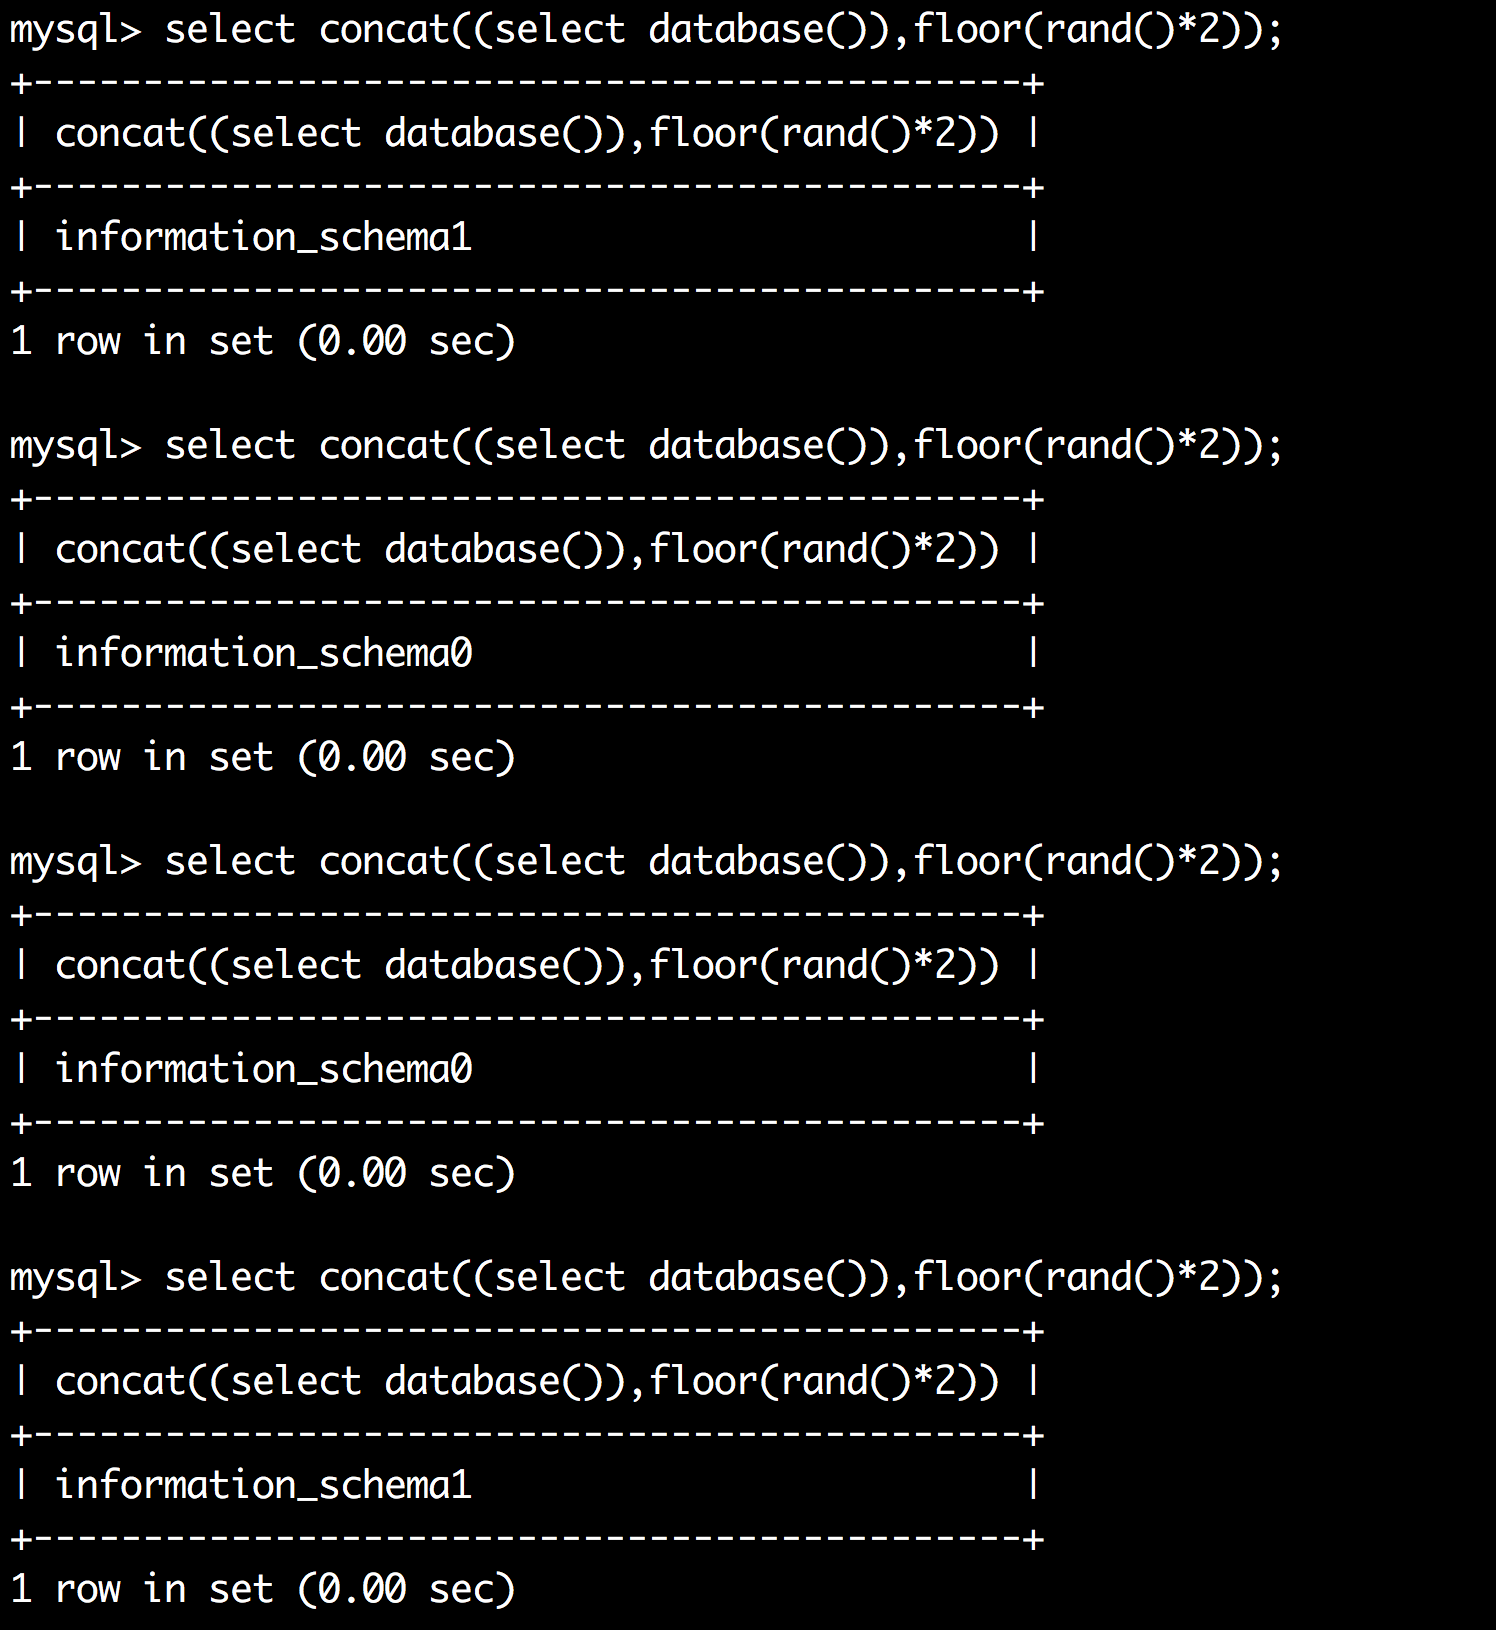 mysql> select concat((select database()),floor(rand()*2));
+---------------------------------------------+
| concat((select database()),floor(rand()*2)) |
+---------------------------------------------+
| information_schema1                         |
+---------------------------------------------+
1 row in set (0.00 sec)

mysql> select concat((select database()),floor(rand()*2));
+---------------------------------------------+
| concat((select database()),floor(rand()*2)) |
+---------------------------------------------+
| information_schema0                         |
+---------------------------------------------+
1 row in set (0.00 sec)

mysql> select concat((select database()),floor(rand()*2));
+---------------------------------------------+
| concat((select database()),floor(rand()*2)) |
+---------------------------------------------+
| information_schema0                         |
+---------------------------------------------+
1 row in set (0.00 sec)

mysql> select concat((select database()),floor(rand()*2));
+---------------------------------------------+
| concat((select database()),floor(rand()*2)) |
+---------------------------------------------+
| information_schema1                         |
+---------------------------------------------+
1 row in set (0.00 sec)